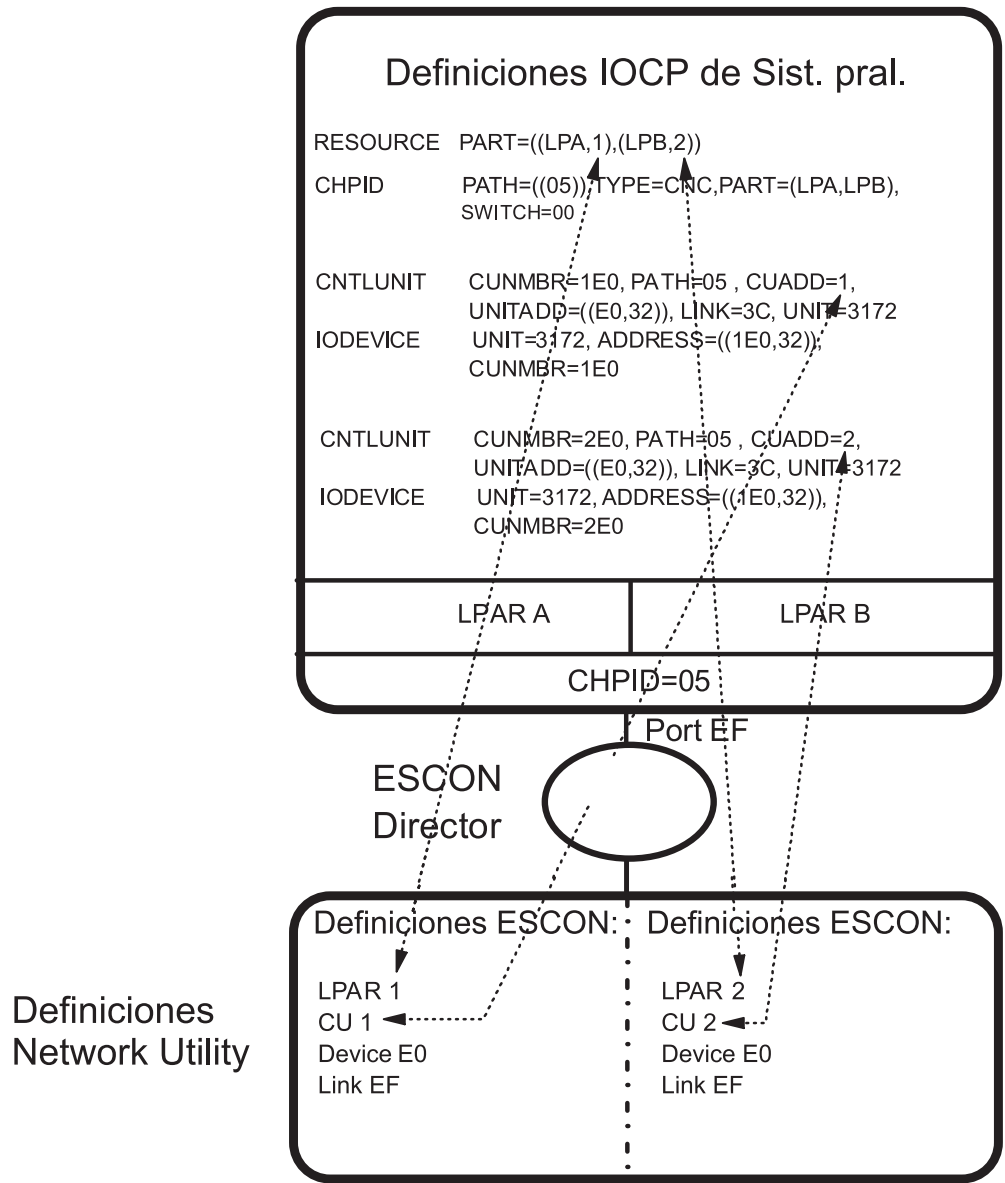 Definiciones IOCP de Sist. pral.
RESOURCE PART=((LPA,1),(LPB,2))
CHPID PATH=((05)),TYPE=CNC,PART=(LPA,LPB),
SWITCH=00
CNTLUNIT CUNMBR=1E0, PATH=05 , CUADD=1,
UNITADD=((E0,32)), LINK=3C, UNIT=3172
IODEVICE UNIT=3172, ADDRESS=((1E0,32)),
CUNMBR=1E0
CNTLUNIT CUNMBR=2E0, PATH=05 , CUADD=2,
UNITADD=((E0,32)), LINK=3C, UNIT=3172
IODEVICE UNIT=3172, ADDRESS=((1E0,32)),
CUNMBR=2E0
LPAR A LPAR B
CHPID=05
Port EF
ESCON
Director
Definiciones ESCON: Definiciones ESCON:
LPAR 1 LPAR 2
CU 1 CU 2
Device E0 Device E0
Link EF Link EF
Definiciones
Network Utility